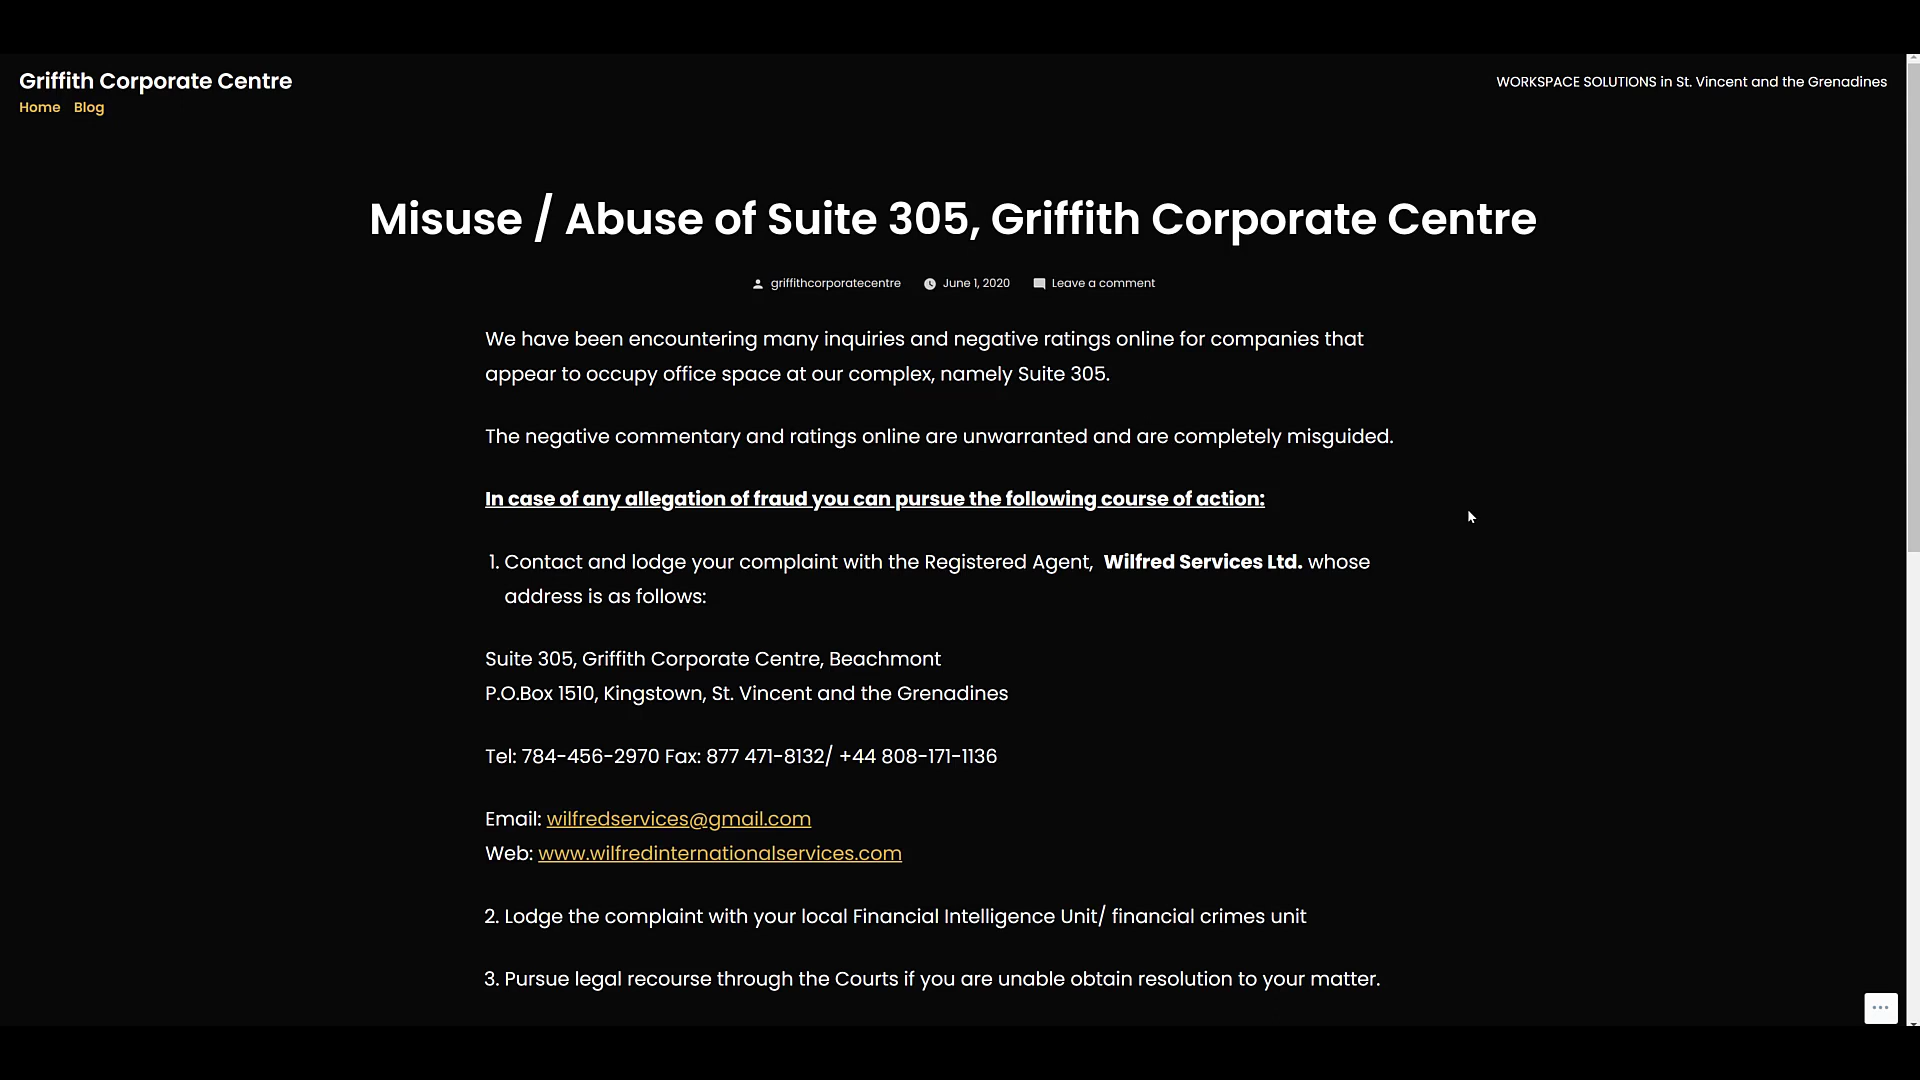 Griffith Corporate Centre
WORKSPACE SOLUTIONS in St. Vincent and the Grenadines
Home Blog
Misuse / Abuse of Suite 305, Griffith Corporate Centre
griffithcorporatecentre June 1, 2020 Leave a comment
We have been encountering many inquiries and negative ratings online for companies that
appear to occupy office space at our complex, namely Suite 305.
The negative commentary and ratings online are unwarranted and are completely misguided.
In case of any allegation of fraud you can pursue the following course of action:
1. Contact and lodge your complaint with the Registered Agent, Wilfred Services Ltd. whose
address is as follows:
Suite 305, Griffith Corporate Centre, Beachmont
P.O.Box 1510, Kingstown, St. Vincent and the Grenadines
Tel: 784-456-2970 Fax: 877 471-8132/ +44 808-171-1136
Email: wilfredservices@gmail.com
Web: www.wilfredinternationalservices.com
2. Lodge the complaint with your local Financial Intelligence Unit/ financial crimes unit
3. Pursue legal recourse through the Courts if you are unable obtain resolution to your matter.